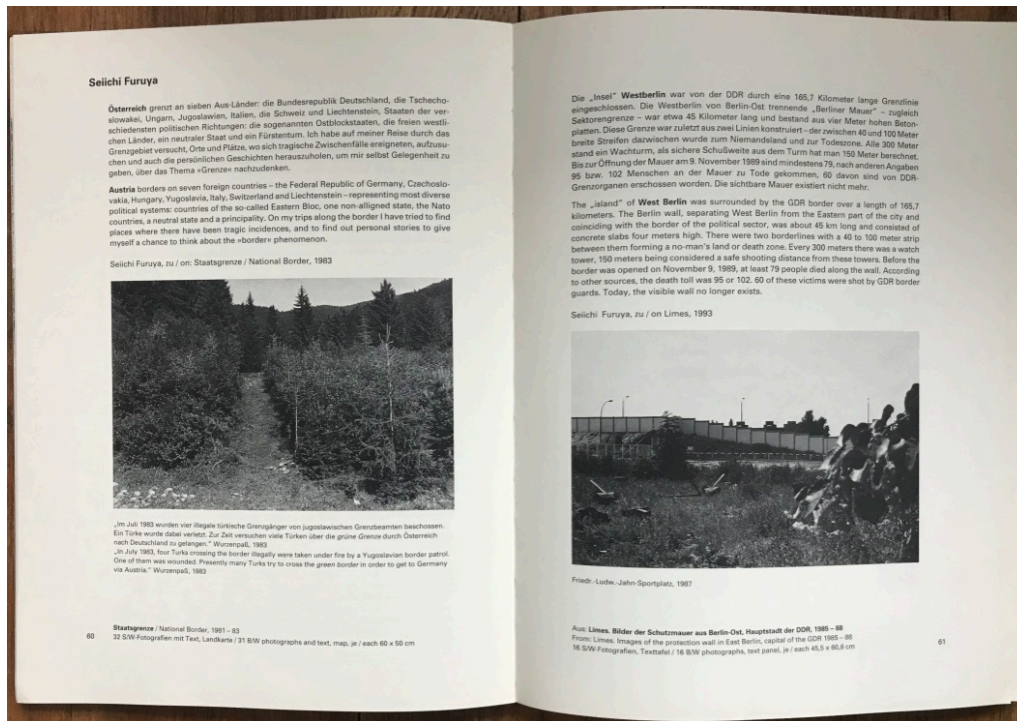 Seiichi Furuya
Österreich grenzt an sieben Aus-Länder: die Bundesrepublik Deutschland, die Tschecho-
slowakei, Ungarn, Jugoslawien, Italien, die Schweiz und Liechtenstein, Staaten der ver-
schiedensten politischen Richtungen: die sogenannten Ostblockstaaten, die freien westli-
chen Länder, ein neutraler Staat und ein Fürstentum. Ich habe auf meiner Reise durch das
Grenzgebiet versucht, Orte und Plätze, wo sich tragische Zwischenfälle ereigneten, aufzusu-
chen und auch die persönlichen Geschichten herauszuholen, um mir selbst Gelegenheit zu
geben, über das Thema »Grenze« nachzudenken.
Austria borders on seven foreign countries – the Federal Republic of Germany, Czechoslo-
vakia, Hungary, Yugoslavia, Italy, Switzerland and Liechtenstein – representing most diverse
political systems: countries of the so-called Eastern Bloc, one non-alligned state, the Nato
countries, a neutral state and a principality. On my trips along the border I have tried to find
places where there have been tragic incidences, and to find out personal stories to give
myself a chance to think about the »border« phenomenon.
Seiichi Furuya, zu / on: Staatsgrenze / National Border, 1983
„Im Juli 1983 wurden vier illegale türkische Grenzgänger von jugoslawischen Grenzbeamten beschossen.
Ein Türke wurde dabei verletzt. Zur Zeit versuchen viele Türken über die grüne Grenze durch Österreich
nach Deutschland zu gelangen.“ Wurzenpaß, 1983
„In July 1983, four Turks crossing the border illegally were taken under fire by a Yugoslavian border patrol.
One of them was wounded. Presently many Turks try to cross the green border in order to get to Germany
via Austria.“ Wurzenpaß, 1983
Staatsgrenze / National Border, 1981 – 83
32 S/W-Fotografien mit Text, Landkarte / 31 B/W photographs and text, map, je / each 60 x 50 cm
60
Die „Insel“ Westberlin war von der DDR durch eine 165,7 Kilometer lange Grenzlinie
eingeschlossen. Die Westberlin von Berlin-Ost trennende „Berliner Mauer“ – zugleich
Sektorengrenze – war etwa 45 Kilometer lang und bestand aus vier Meter hohen Beton-
platten. Diese Grenze war zuletzt aus zwei Linien konstruiert – der zwischen 40 und 100 Meter
breite Streifen dazwischen wurde zum Niemandsland und zur Todeszone. Alle 300 Meter
stand ein Wachturm, als sichere Schußweite aus dem Turm hat man 150 Meter berechnet.
Bis zur Öffnung der Mauer am 9. November 1989 sind mindestens 79, nach anderen Angaben
95 bzw. 102 Menschen an der Mauer zu Tode gekommen, 60 davon sind von DDR-
Grenzorganen erschossen worden. Die sichtbare Mauer existiert nicht mehr.
The „island“ of West Berlin was surrounded by the GDR border over a length of 165,7
kilometers. The Berlin wall, separating West Berlin from the Eastern part of the city and
coinciding with the border of the political sector, was about 45 km long and consisted of
concrete slabs four meters high. There were two borderlines with a 40 to 100 meter strip
between them forming a no-man's land or death zone. Every 300 meters there was a watch
tower, 150 meters being considered a safe shooting distance from these towers. Before the
border was opened on November 9, 1989, at least 79 people died along the wall. According
to other sources, the death toll was 95 or 102. 60 of these victims were shot by GDR border
guards. Today, the visible wall no longer exists.
Seiichi Furuya, zu / on Limes, 1993
Friedr.-Ludw.-Jahn-Sportplatz, 1987
Aus: Limes. Bilder der Schutzmauer aus Berlin-Ost, Hauptstadt der DDR, 1985 – 88
From: Limes. Images of the protection wall in East Berlin, capital of the GDR 1985 – 88
16 S/W-Fotografien, Texttafel / 16 B/W photographs, text panel, je / each 45,5 x 60,6 cm
61